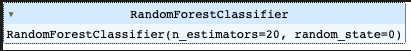 RandomForestClassifier
RandomForestClassifier(n_estimators=20, random_state=0)